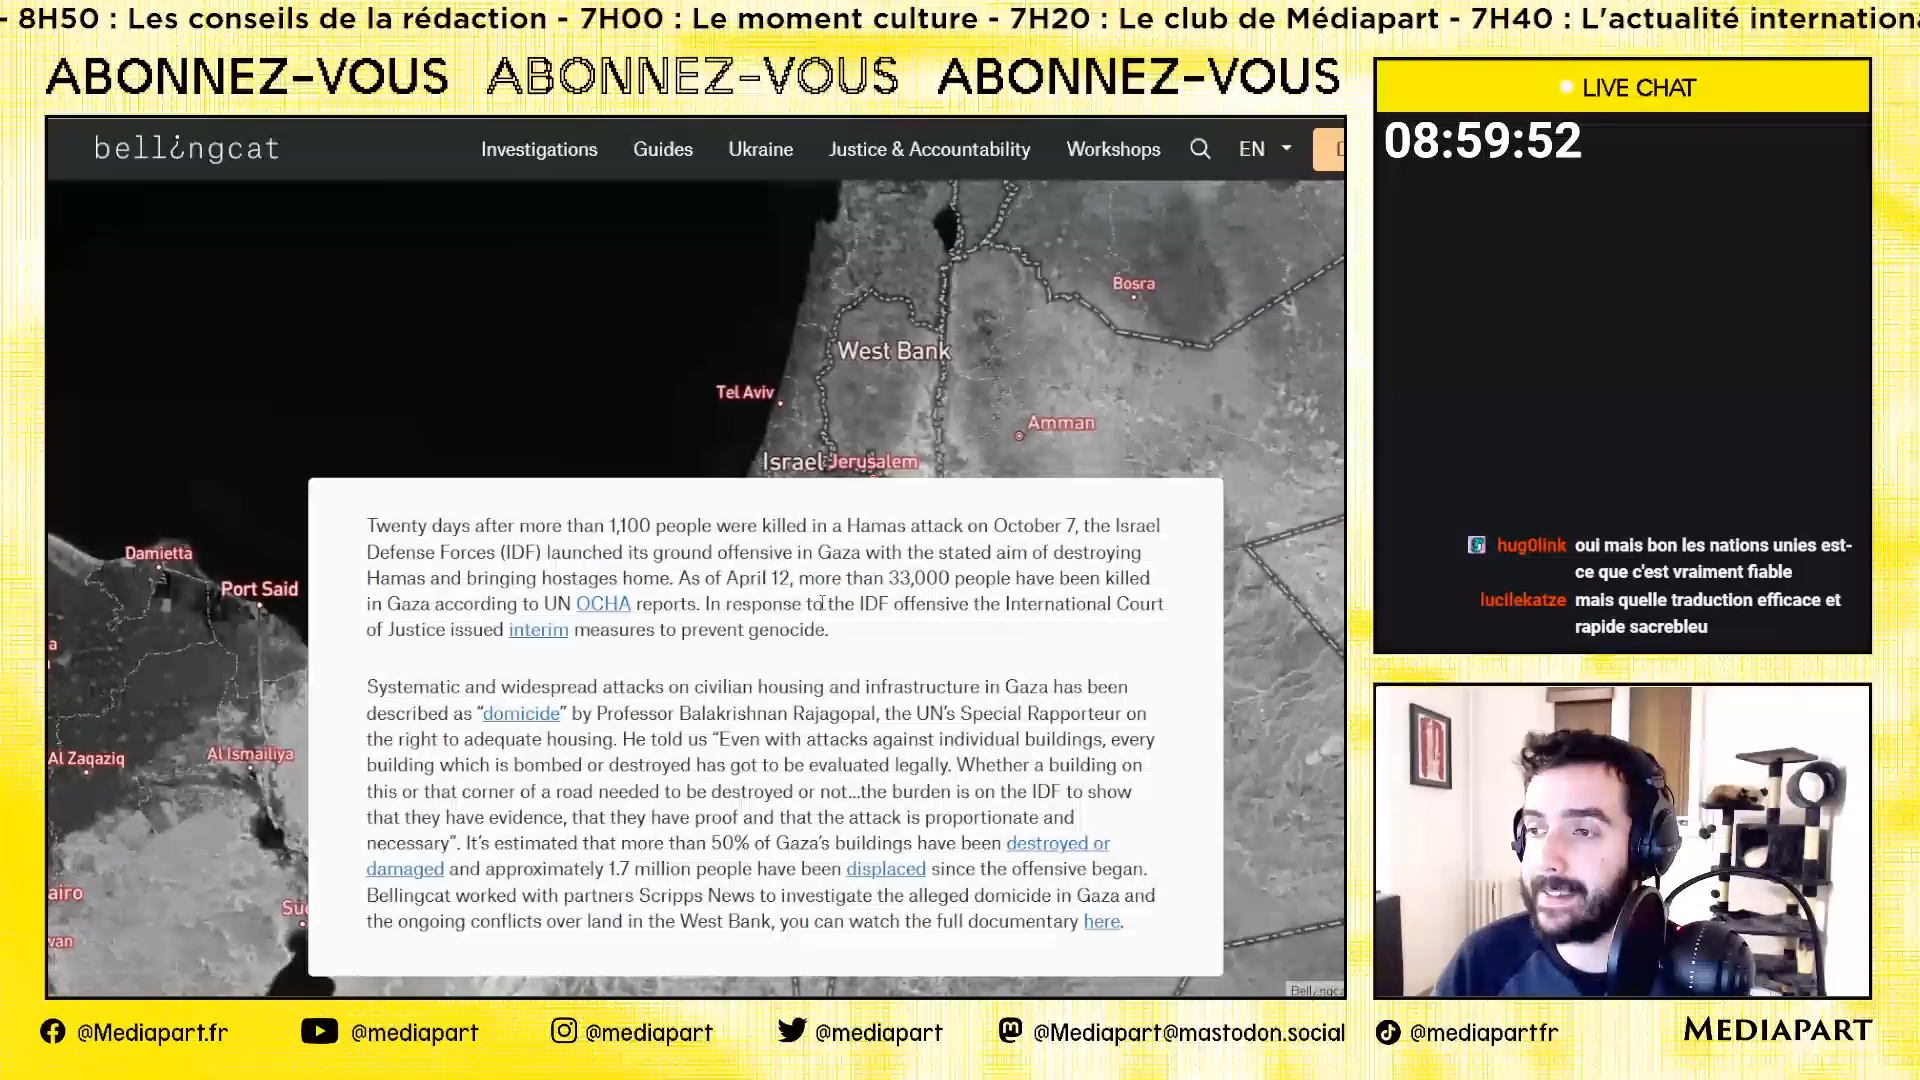 - 8H50 : Les conseils de la rédaction - 7H00 : Le moment culture - 7H20 : Le club de Médiapart - 7H40 : L'actualité internation
ABONNEZ-VOUS ABONNEZ-VOUS ABONNEZ-VOUS
LIVE CHAT
08:59:52
bell¿ngcat
Investigations Guides Ukraine Justice & Accountability Workshops EN
Bosra
West Bank
Tel Aviv
Amman
Israel Jerusalem
Damietta
Port Said
Al Zaqaziq
Al Ismailiya
airo
Twenty days after more than 1,100 people were killed in a Hamas attack on October 7, the Israel
Defense Forces (IDF) launched its ground offensive in Gaza with the stated aim of destroying
Hamas and bringing hostages home. As of April 12, more than 33,000 people have been killed
in Gaza according to UN OCHA reports. In response to the IDF offensive the International Court
of Justice issued interim measures to prevent genocide.
Systematic and widespread attacks on civilian housing and infrastructure in Gaza has been
described as “domicide” by Professor Balakrishnan Rajagopal, the UN’s Special Rapporteur on
the right to adequate housing. He told us “Even with attacks against individual buildings, every
building which is bombed or destroyed has got to be evaluated legally. Whether a building on
this or that corner of a road needed to be destroyed or not...the burden is on the IDF to show
that they have evidence, that they have proof and that the attack is proportionate and
necessary”. It’s estimated that more than 50% of Gaza’s buildings have been destroyed or
damaged and approximately 1.7 million people have been displaced since the offensive began.
Bellingcat worked with partners Scripps News to investigate the alleged domicide in Gaza and
the ongoing conflicts over land in the West Bank, you can watch the full documentary here.
hug0link oui mais bon les nations unies est-
ce que c'est vraiment fiable
lucilekatze mais quelle traduction efficace et
rapide sacrebleu
@Mediapart.fr @mediapart @mediapart @mediapart @Mediapart@mastodon.social @mediapartfr MEDIAPART